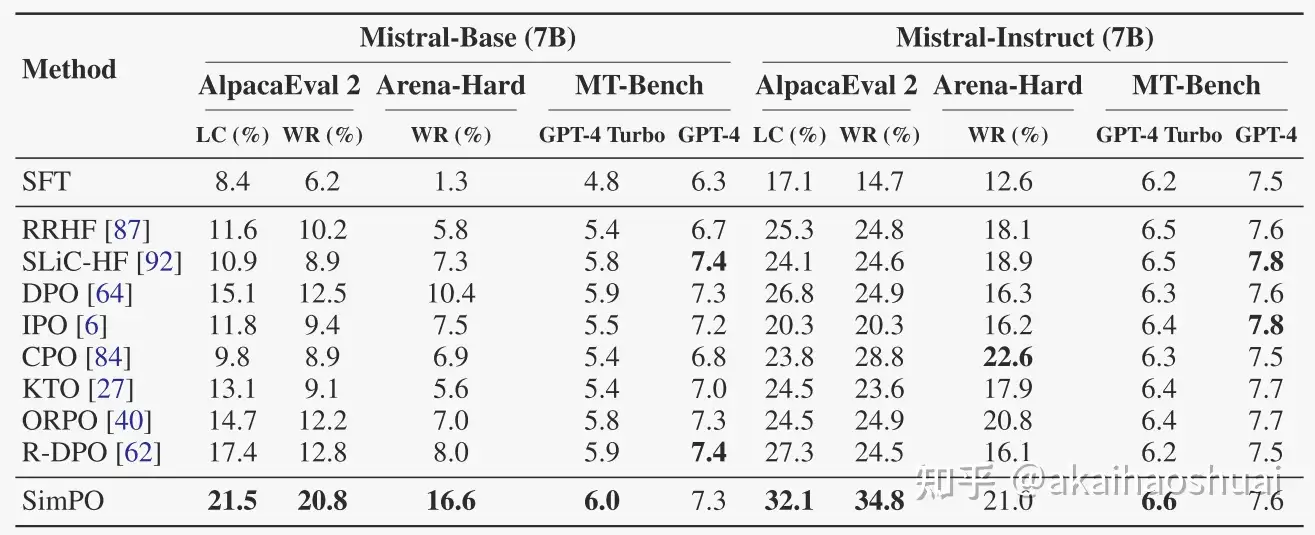 Method Mistral-Base (7B) Mistral-Instruct (7B)
AlpacaEval 2 Arena-Hard MT-Bench AlpacaEval 2 Arena-Hard MT-Bench
LC (%) WR (%) WR (%) GPT-4 Turbo GPT-4 LC (%) WR (%) WR (%) GPT-4 Turbo GPT-4
SFT 8.4 6.2 1.3 4.8 6.3 17.1 14.7 12.6 6.2 7.5
RRHF [87] 11.6 10.2 5.8 5.4 6.7 25.3 24.8 18.1 6.5 7.6
SLiC-HF [92] 10.9 8.9 7.3 5.8 7.4 24.1 24.6 18.9 6.5 7.8
DPO [64] 15.1 12.5 10.4 5.9 7.3 26.8 24.9 16.3 6.3 7.6
IPO [6] 11.8 9.4 7.5 5.5 7.2 20.3 20.3 16.2 6.4 7.8
CPO [84] 9.8 8.9 6.9 5.4 6.8 23.8 28.8 22.6 6.3 7.5
KTO [27] 13.1 9.1 5.6 5.4 7.0 24.5 23.6 17.9 6.4 7.7
ORPO [40] 14.7 12.2 7.0 5.8 7.3 24.5 24.9 20.8 6.4 7.7
R-DPO [62] 17.4 12.8 8.0 5.9 7.4 27.3 24.5 16.1 6.2 7.5
SimPO 21.5 20.8 16.6 6.0 7.3 32.1 34.8 21.0 6.6 7.6
知乎 @akaihaoshuai